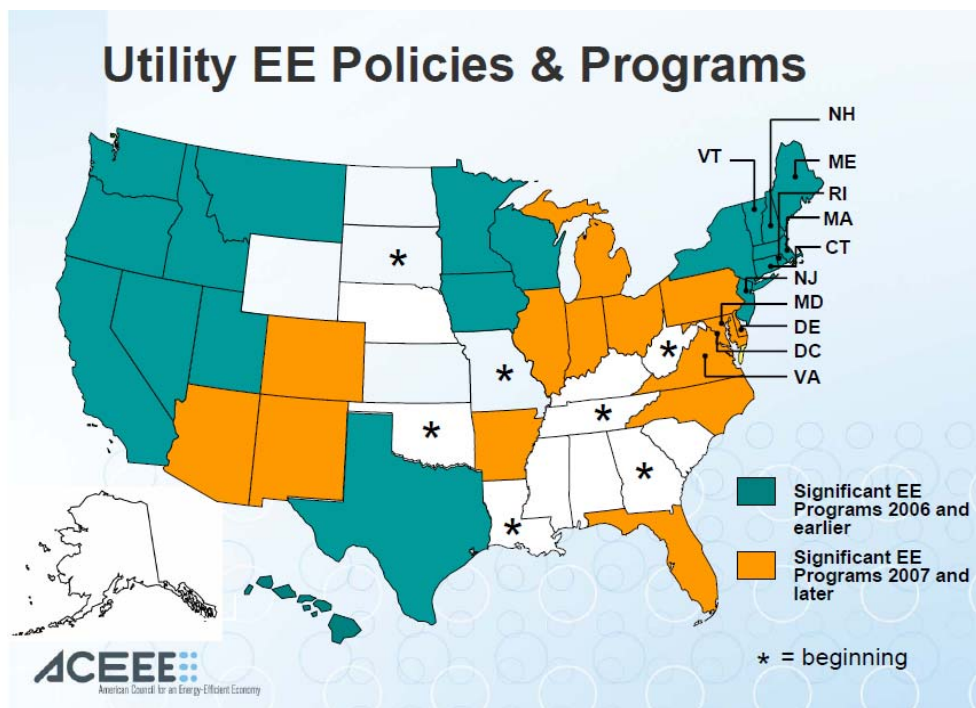 Utility EE Policies & Programs
NH
VT
ME
RI
MA
CT
NJ
MD
DE
DC
VA
*
*
*
*
*
*
*
Significant EE
Programs 2006 and
earlier
Significant EE
Programs 2007 and
later
* = beginning
ACEEE
American Council for an Energy-Efficient Economy